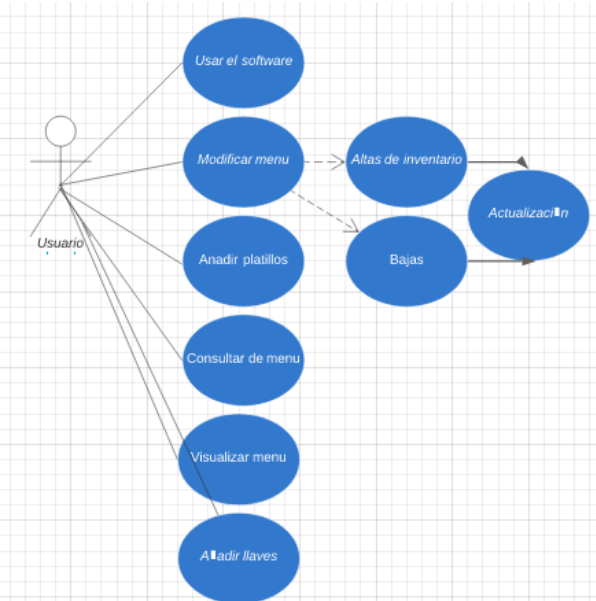 Usar el software
Modificar menu
Altas de inventario
Actualizaci▯n
Usuario
Anadir platillos
Bajas
Consultar de menu
Visualizar menu
A▯adir llaves